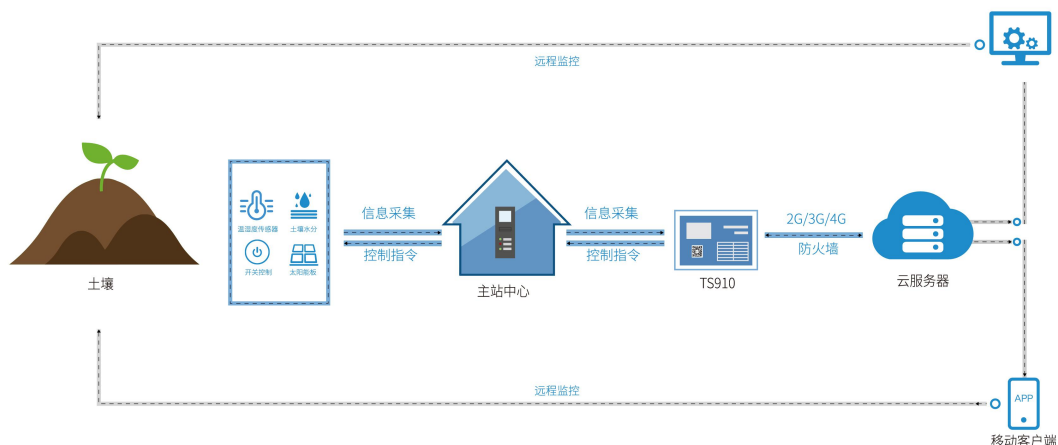 远程监控
温湿度传感器
土壤水分
开关控制
太阳能板
信息采集
控制指令
信息采集
控制指令
2G/3G/4G
防火墙
土壤
主站中心
TS910
云服务器
远程监控
APP
移动客户端